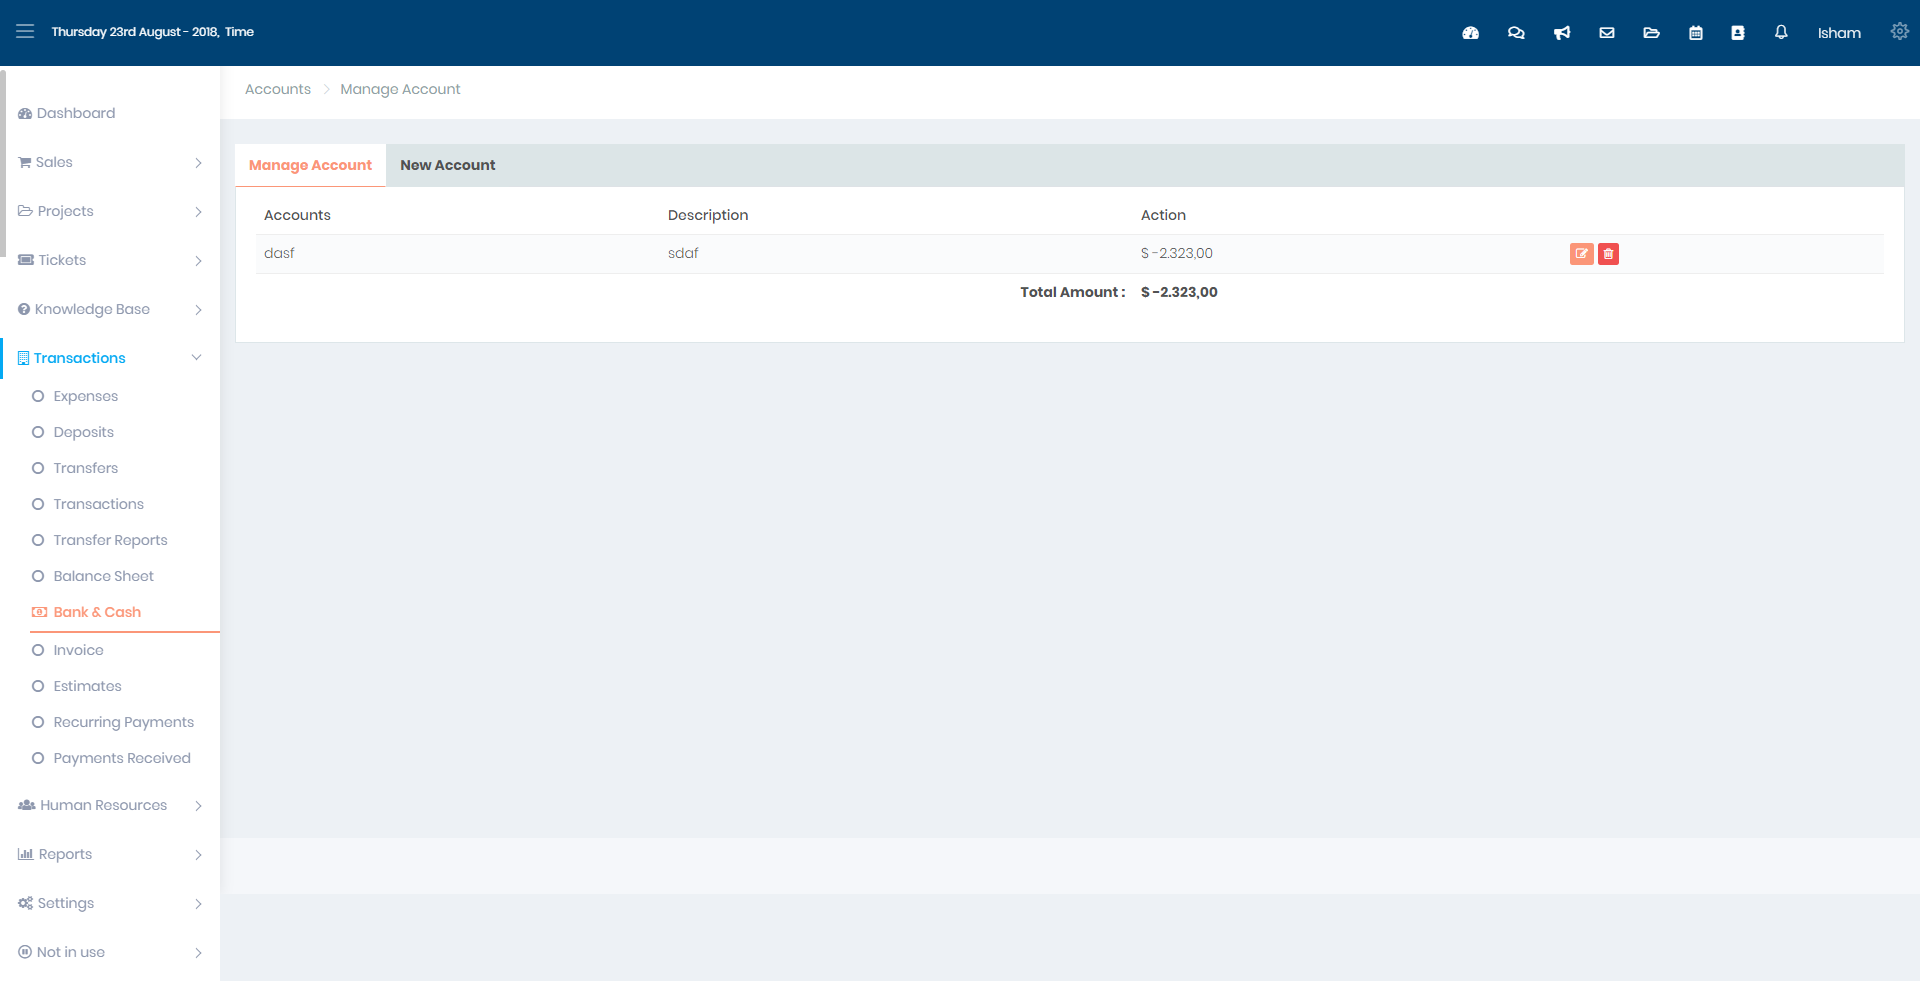 Thursday 23rd August - 2018, Time
Isham
Accounts > Manage Account
Dashboard
Sales
Projects
Tickets
Knowledge Base
Transactions
Expenses
Deposits
Transfers
Transactions
Transfer Reports
Balance Sheet
Bank & Cash
Invoice
Estimates
Recurring Payments
Payments Received
Human Resources
Reports
Settings
Not in use
Manage Account New Account
Accounts Description Action
dasf sdaf $ -2.323,00
Total Amount : $ -2.323,00